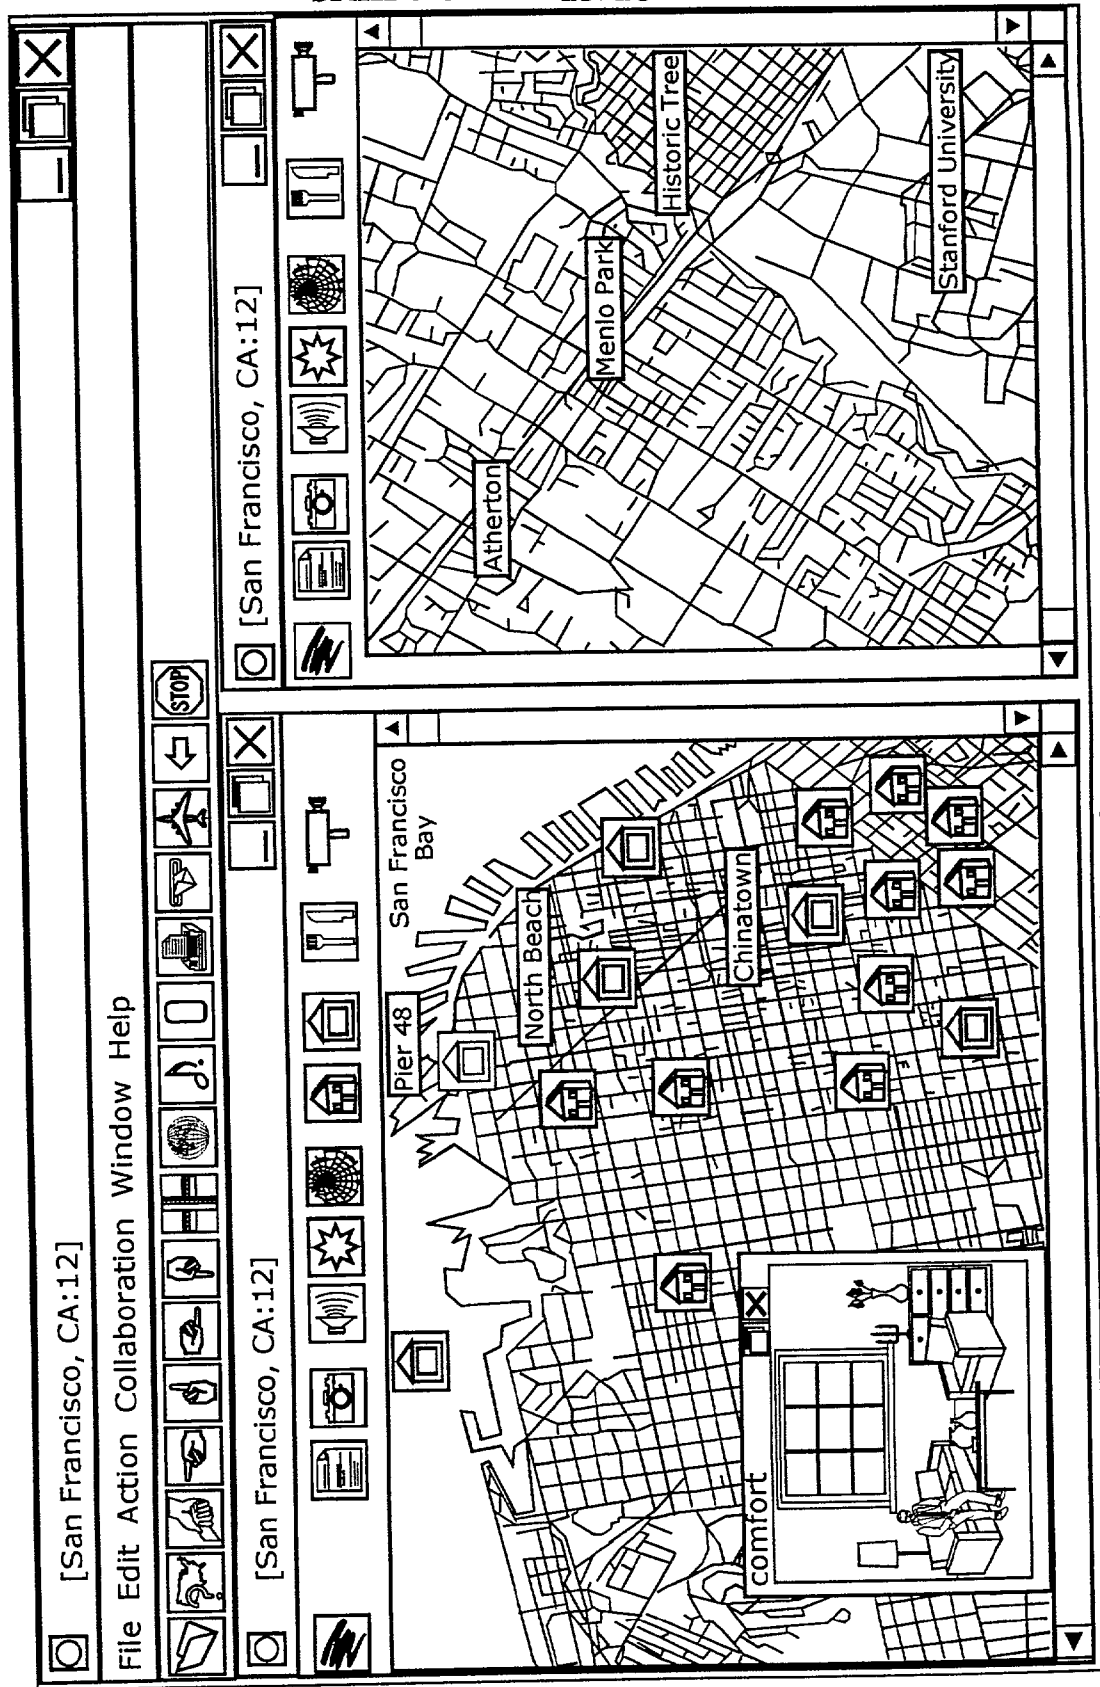 [San Francisco, CA:12]
File Edit Action Collaboration Window Help
STOP
[San Francisco, CA:12]
San Francisco
Bay
Pier 48
North Beach
Chinatown
comfort
[San Francisco, CA:12]
Atherton
Menlo Park
Historic Tree
Stanford University